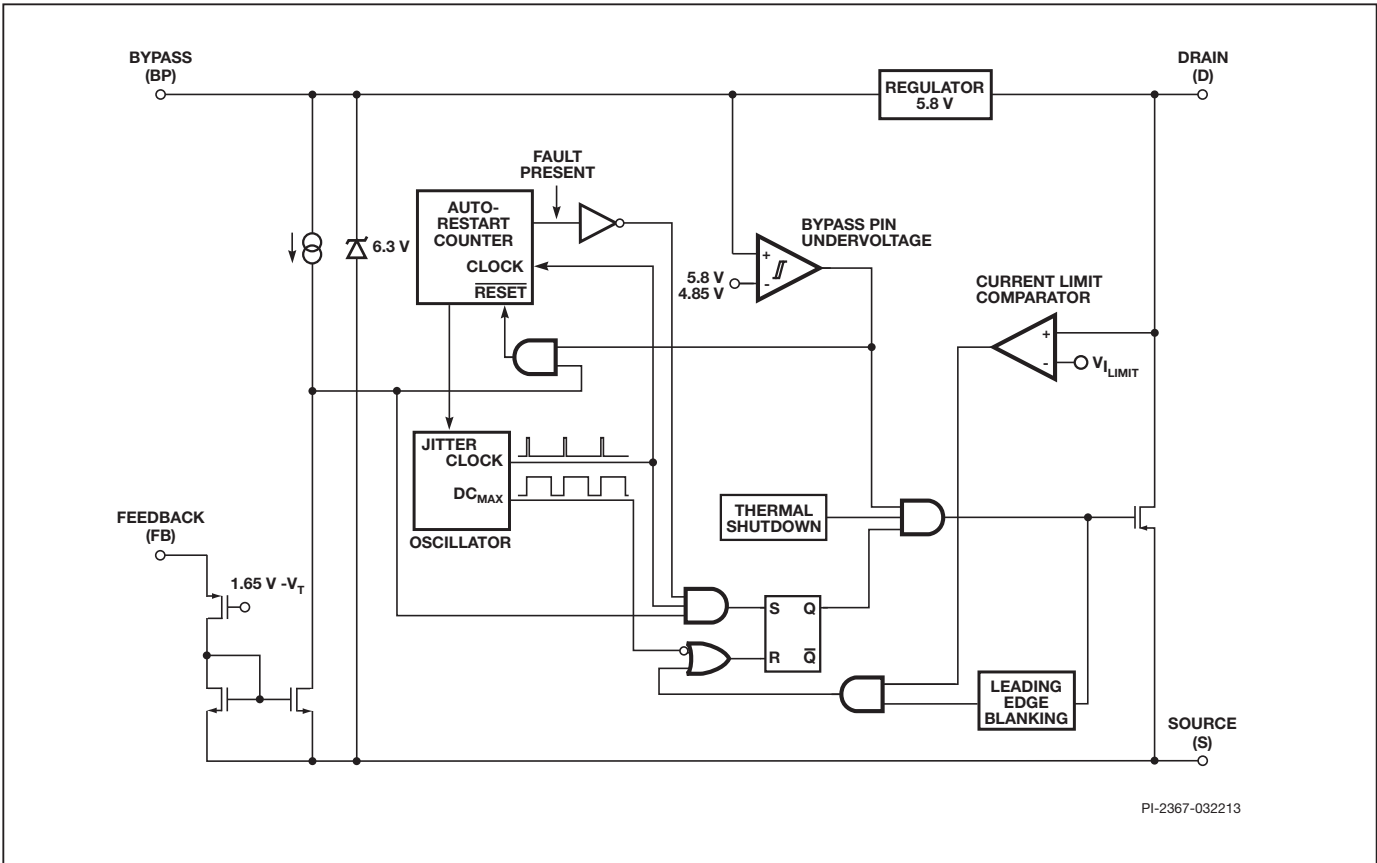 BYPASS
(BP)
DRAIN
(D)
REGULATOR
5.8 V
FAULT
PRESENT
AUTO-
RESTART
COUNTER
CLOCK
RESET
6.3 V
BYPASS PIN
UNDERVOLTAGE
+
-
5.8 V
4.85 V
CURRENT LIMIT
COMPARATOR
+
-
VILIMIT
JITTER
CLOCK
DCMAX
OSCILLATOR
THERMAL
SHUTDOWN
FEEDBACK
(FB)
1.65 V -VT
S Q
R Q̅
LEADING
EDGE
BLANKING
SOURCE
(S)
PI-2367-032213